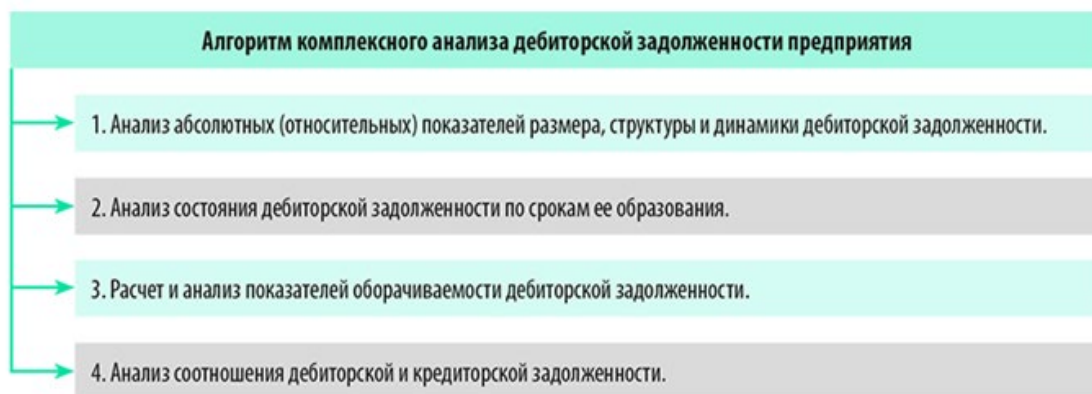 Алгоритм комплексного анализа дебиторской задолженности предприятия
1. Анализ абсолютных (относительных) показателей размера, структуры и динамики дебиторской задолженности.
2. Анализ состояния дебиторской задолженности по срокам ее образования.
3. Расчет и анализ показателей оборачиваемости дебиторской задолженности.
4. Анализ соотношения дебиторской и кредиторской задолженности.